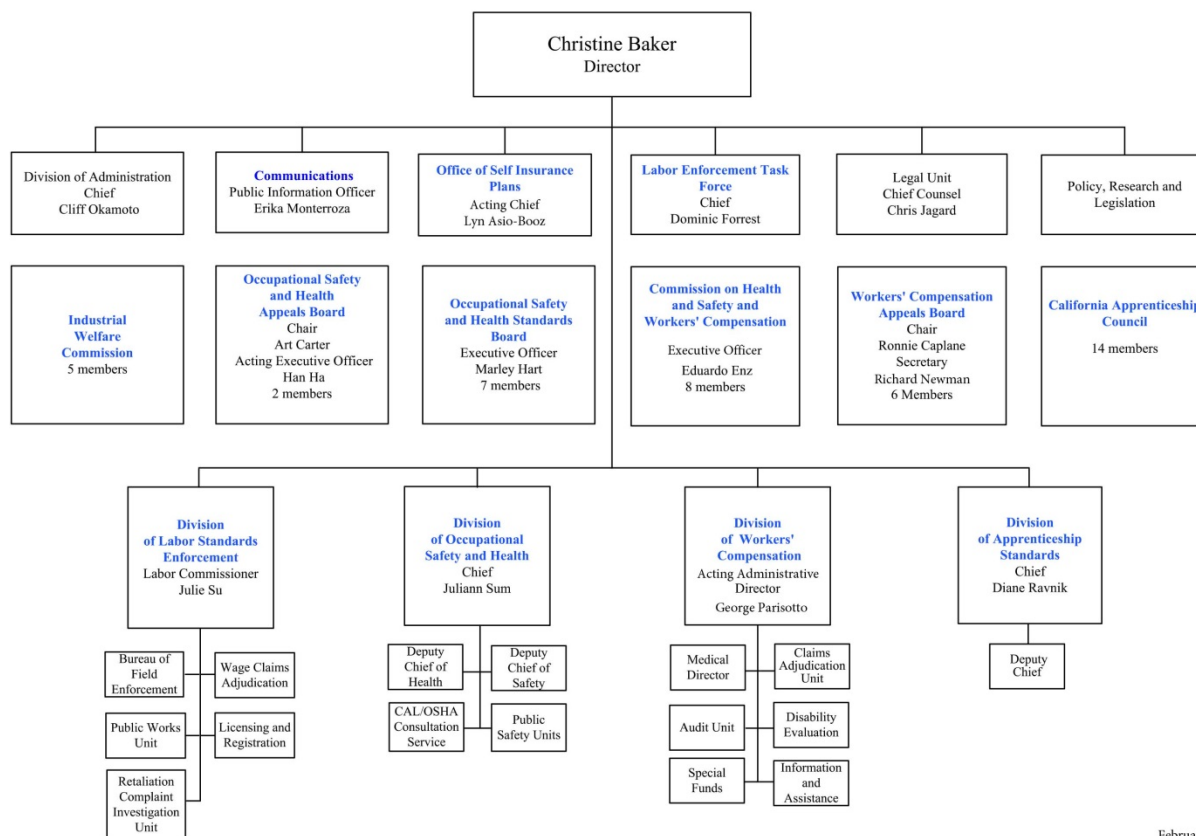 Christine Baker
Director
Division of Administration
Chief
Cliff Okamoto
Communications
Public Information Officer
Erika Monterroza
Office of Self Insurance
Plans
Acting Chief
Lyn Asio-Booz
Labor Enforcement Task
Force
Chief
Dominic Forrest
Legal Unit
Chief Counsel
Chris Jagard
Policy, Research and
Legislation
Industrial
Welfare
Commission
5 members
Occupational Safety
and Health
Appeals Board
Chair
Art Carter
Acting Executive Officer
Han Ha
2 members
Occupational Safety
and Health Standards
Board
Executive Officer
Marley Hart
7 members
Commission on Health
and Safety and
Workers' Compensation
Executive Officer
Eduardo Enz
8 members
Workers' Compensation
Appeals Board
Chair
Ronnie Caplane
Secretary
Richard Newman
6 Members
California Apprenticeship
Council
14 members
Division
of Labor Standards
Enforcement
Labor Commissioner
Julie Su
Division
of Occupational
Safety and Health
Chief
Juliann Sum
Division
of Workers'
Compensation
Acting Administrative
Director
George Parisotto
Division
of Apprenticeship
Standards
Chief
Diane Ravnik
Bureau of
Field
Enforcement
Wage Claims
Adjudication
Public Works
Unit
Licensing and
Registration
Retaliation
Complaint
Investigation
Unit
Deputy
Chief of
Health
Deputy
Chief of
Safety
CAL/OSHA
Consultation
Service
Public
Safety Units
Medical
Director
Claims
Adjudication
Unit
Audit Unit
Disability
Evaluation
Special
Funds
Information and
Assistance
Deputy
Chief